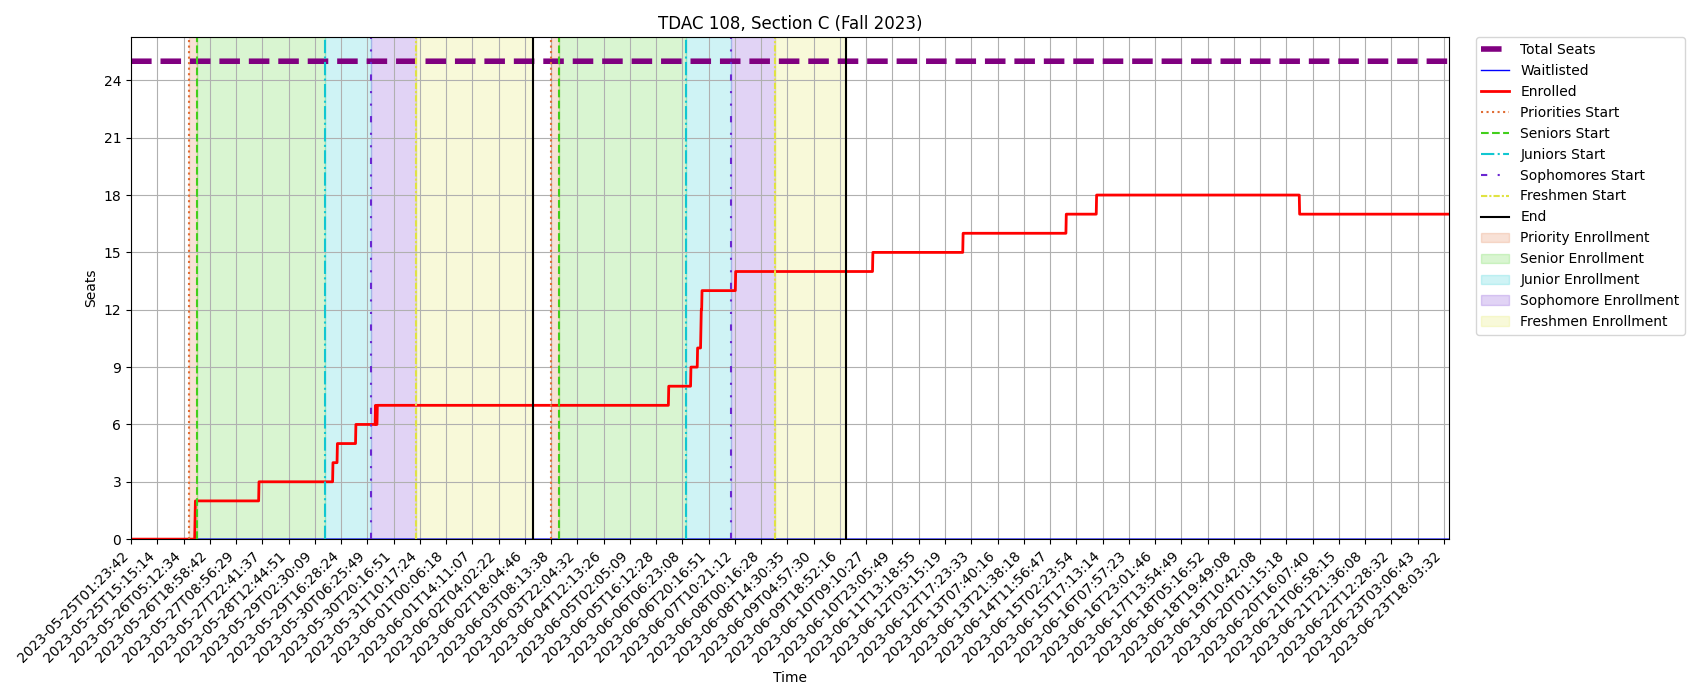 TDAC 108, Section C (Fall 2023)
Seats
24
21
18
15
12
9
6
3
0
2023-05-25T01:23:42
2023-05-25T15:15:14
2023-05-26T05:12:34
2023-05-26T18:58:42
2023-05-27T08:56:29
2023-05-27T22:41:37
2023-05-28T12:44:51
2023-05-29T02:30:09
2023-05-29T16:28:24
2023-05-30T06:25:49
2023-05-30T20:16:51
2023-05-31T10:17:24
2023-06-01T00:06:18
2023-06-01T14:11:07
2023-06-02T04:02:22
2023-06-02T18:04:46
2023-06-03T08:13:38
2023-06-03T22:04:32
2023-06-04T12:13:26
2023-06-05T02:05:09
2023-06-05T16:12:28
2023-06-06T06:23:08
2023-06-06T20:16:51
2023-06-07T10:21:12
2023-06-08T00:16:28
2023-06-08T14:30:35
2023-06-09T04:57:30
2023-06-09T18:52:16
2023-06-10T09:10:27
2023-06-10T23:05:49
2023-06-11T13:18:55
2023-06-12T03:15:19
2023-06-12T17:23:33
2023-06-13T07:40:16
2023-06-13T21:38:18
2023-06-14T11:56:47
2023-06-15T02:23:54
2023-06-15T17:13:14
2023-06-16T07:57:23
2023-06-16T23:01:46
2023-06-17T13:54:49
2023-06-18T05:16:52
2023-06-18T19:49:08
2023-06-19T10:42:08
2023-06-20T01:15:18
2023-06-20T16:07:40
2023-06-21T06:58:15
2023-06-21T21:36:08
2023-06-22T12:28:32
2023-06-23T03:06:43
2023-06-23T18:03:32
Time
Total Seats
Waitlisted
Enrolled
Priorities Start
Seniors Start
Juniors Start
Sophomores Start
Freshmen Start
End
Priority Enrollment
Senior Enrollment
Junior Enrollment
Sophomore Enrollment
Freshmen Enrollment